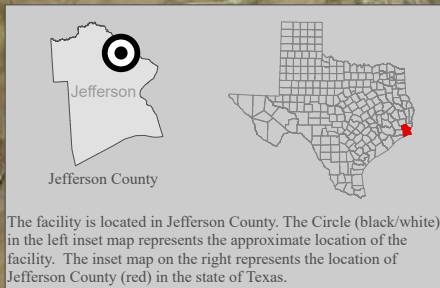 Jefferson
Jefferson County
The facility is located in Jefferson County. The Circle (black/white)
in the left inset map represents the approximate location of the
facility.  The inset map on the right represents the location of
Jefferson County (red) in the state of Texas.